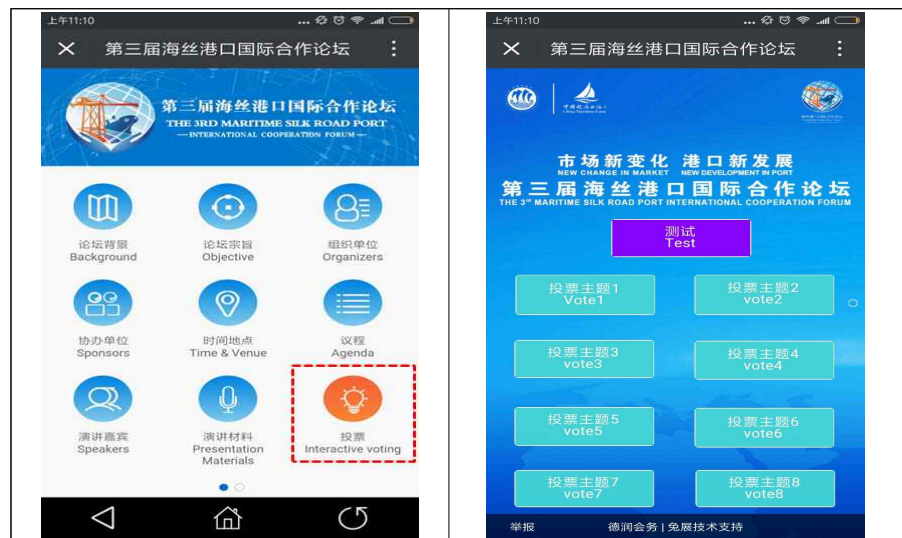 上午11:10
第三届海丝港口国际合作论坛
第三届海丝港口国际合作论坛
THE 3RD MARITIME SILK ROAD PORT
—INTERNATIONAL COOPERATION FORUM—
论坛背景
Background
论坛宗旨
Objective
组织单位
Organizers
协办单位
Sponsors
时间地点
Time & Venue
议程
Agenda
演讲嘉宾
Speakers
演讲材料
Presentation
Materials
投票
Interactive voting
上午11:10
第三届海丝港口国际合作论坛
市场新变化 港口新发展
NEW CHANGE IN MARKET NEW DEVELOPMENT IN PORT
第三届海丝港口国际合作论坛
THE 3RD MARITIME SILK ROAD PORT INTERNATIONAL COOPERATION FORUM
测试
Test
投票主题1
Vote1
投票主题2
vote2
投票主题3
vote3
投票主题4
vote4
投票主题5
vote5
投票主题6
vote6
投票主题7
vote7
投票主题8
vote8
举报
德润会务 | 免展技术支持